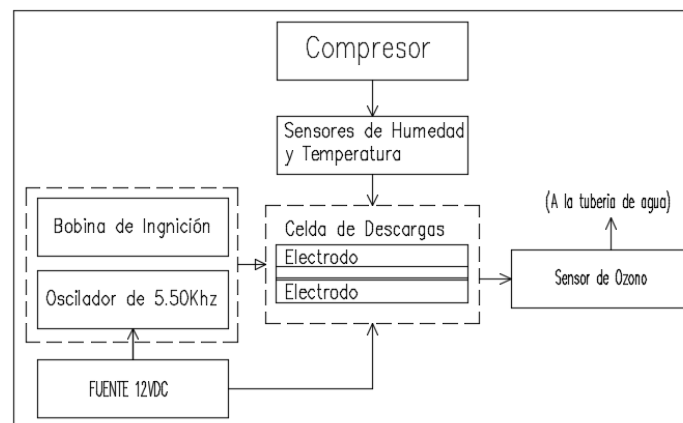 Compresor
Sensores de Humedad
y Temperatura
(A la tuberia de agua)
Bobina de Ingnición
Celda de Descargas
Electrodo
Electrodo
Sensor de Ozono
Oscilador de 5.50Khz
FUENTE 12VDC